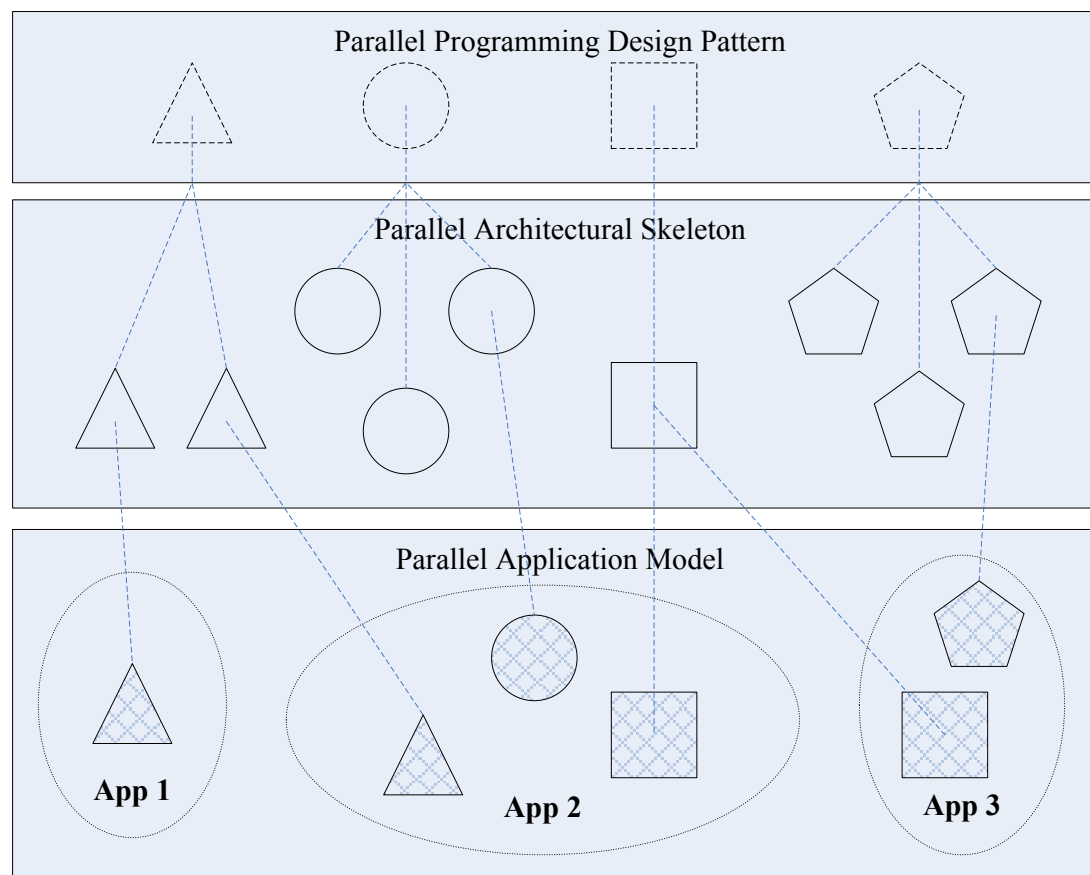 Parallel Programming Design Pattern
Parallel Architectural Skeleton
Parallel Application Model
App 1
App 2
App 3